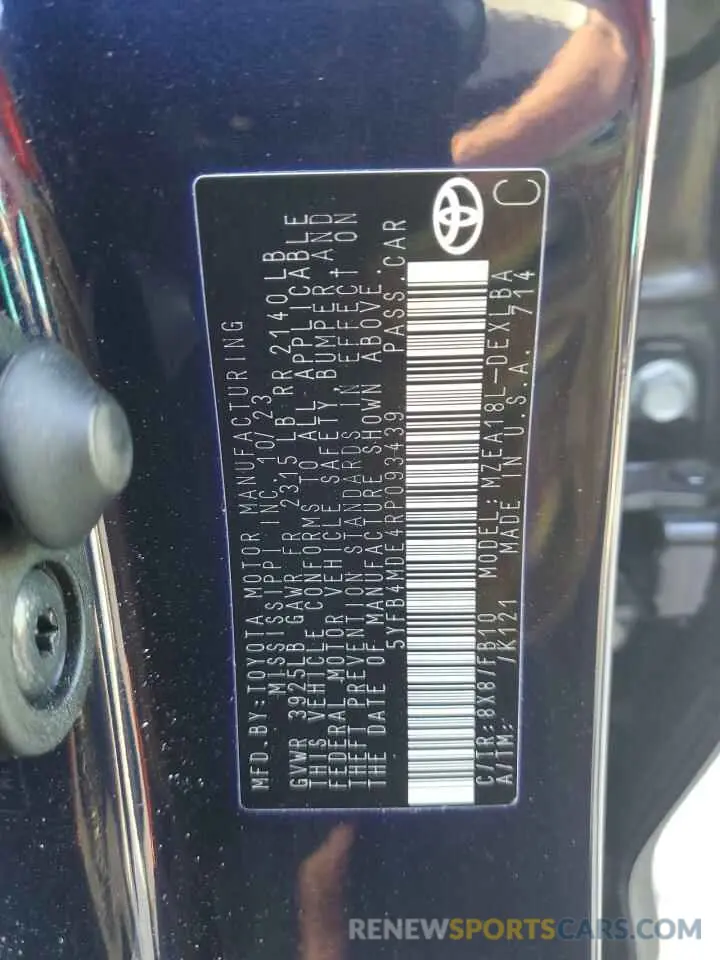 MFD. BY: TOYOTA MOTOR MANUFACTURING
MISSISSIPPI INC. 10/23
GVWR 3925LB GAWR FR 2315 LB RR 2140 LB
THIS VEHICLE CONFORMS TO ALL APPLICABLE
FEDERAL MOTOR VEHICLE SAFETY, BUMPER, AND
THEFT PREVENTION STANDARDS IN EFFECT ON
THE DATE OF MANUFACTURE SHOWN ABOVE.
5YFB4MDE4RP093439 PASS. CAR
C/TR: 8X8/FB10 MODEL: MZEA18L-DEXLBA
A/TM: /K121 MADE IN U.S.A. 714
C
RENEWSPORTSCARS.COM